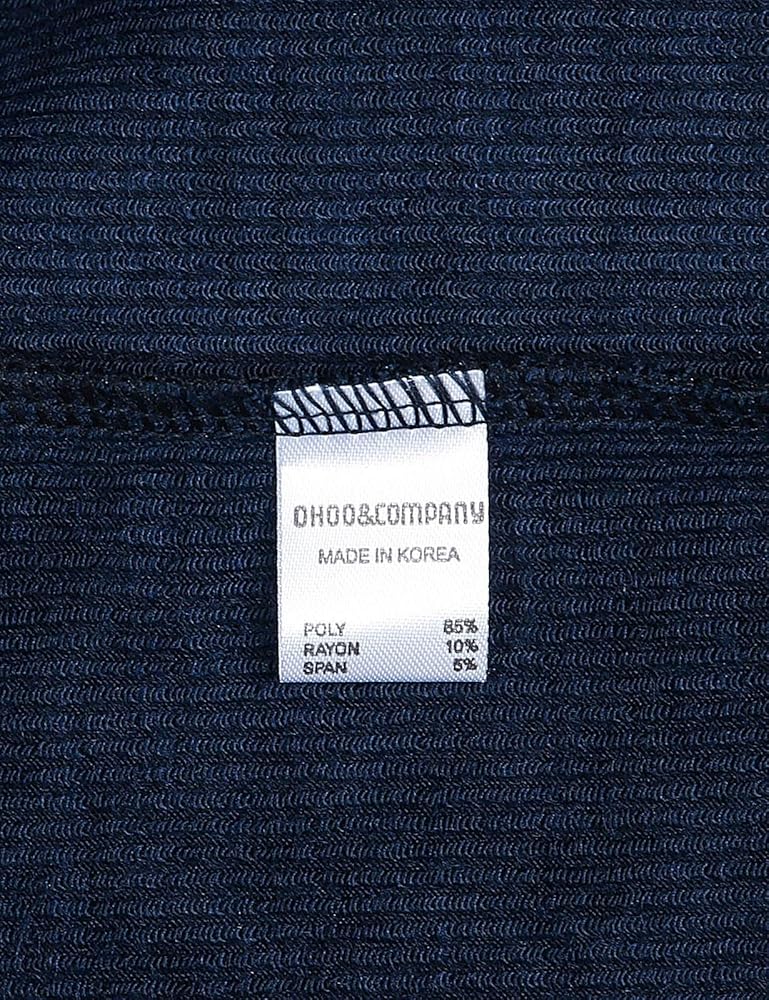 OHOO&COMPANY
MADE IN KOREA
POLY 85%
RAYON 10%
SPAN 5%